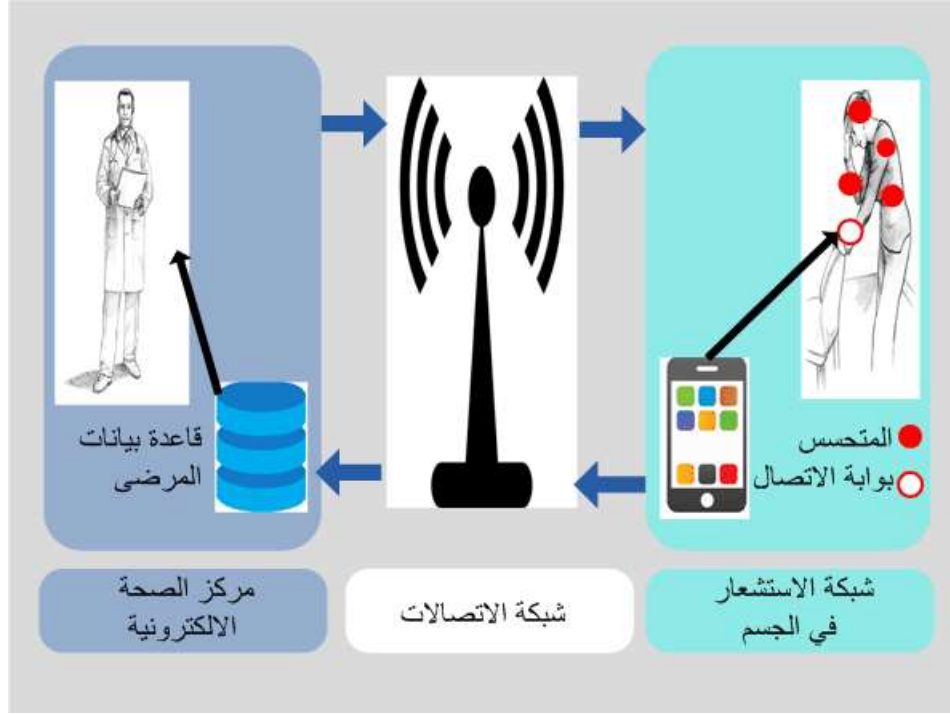 المتحسس
بوابة الاتصال
قاعدة بيانات
المرضى
شبكة الاستشعار
في الجسم
شبكة الاتصالات
مركز الصحة
الالكترونية